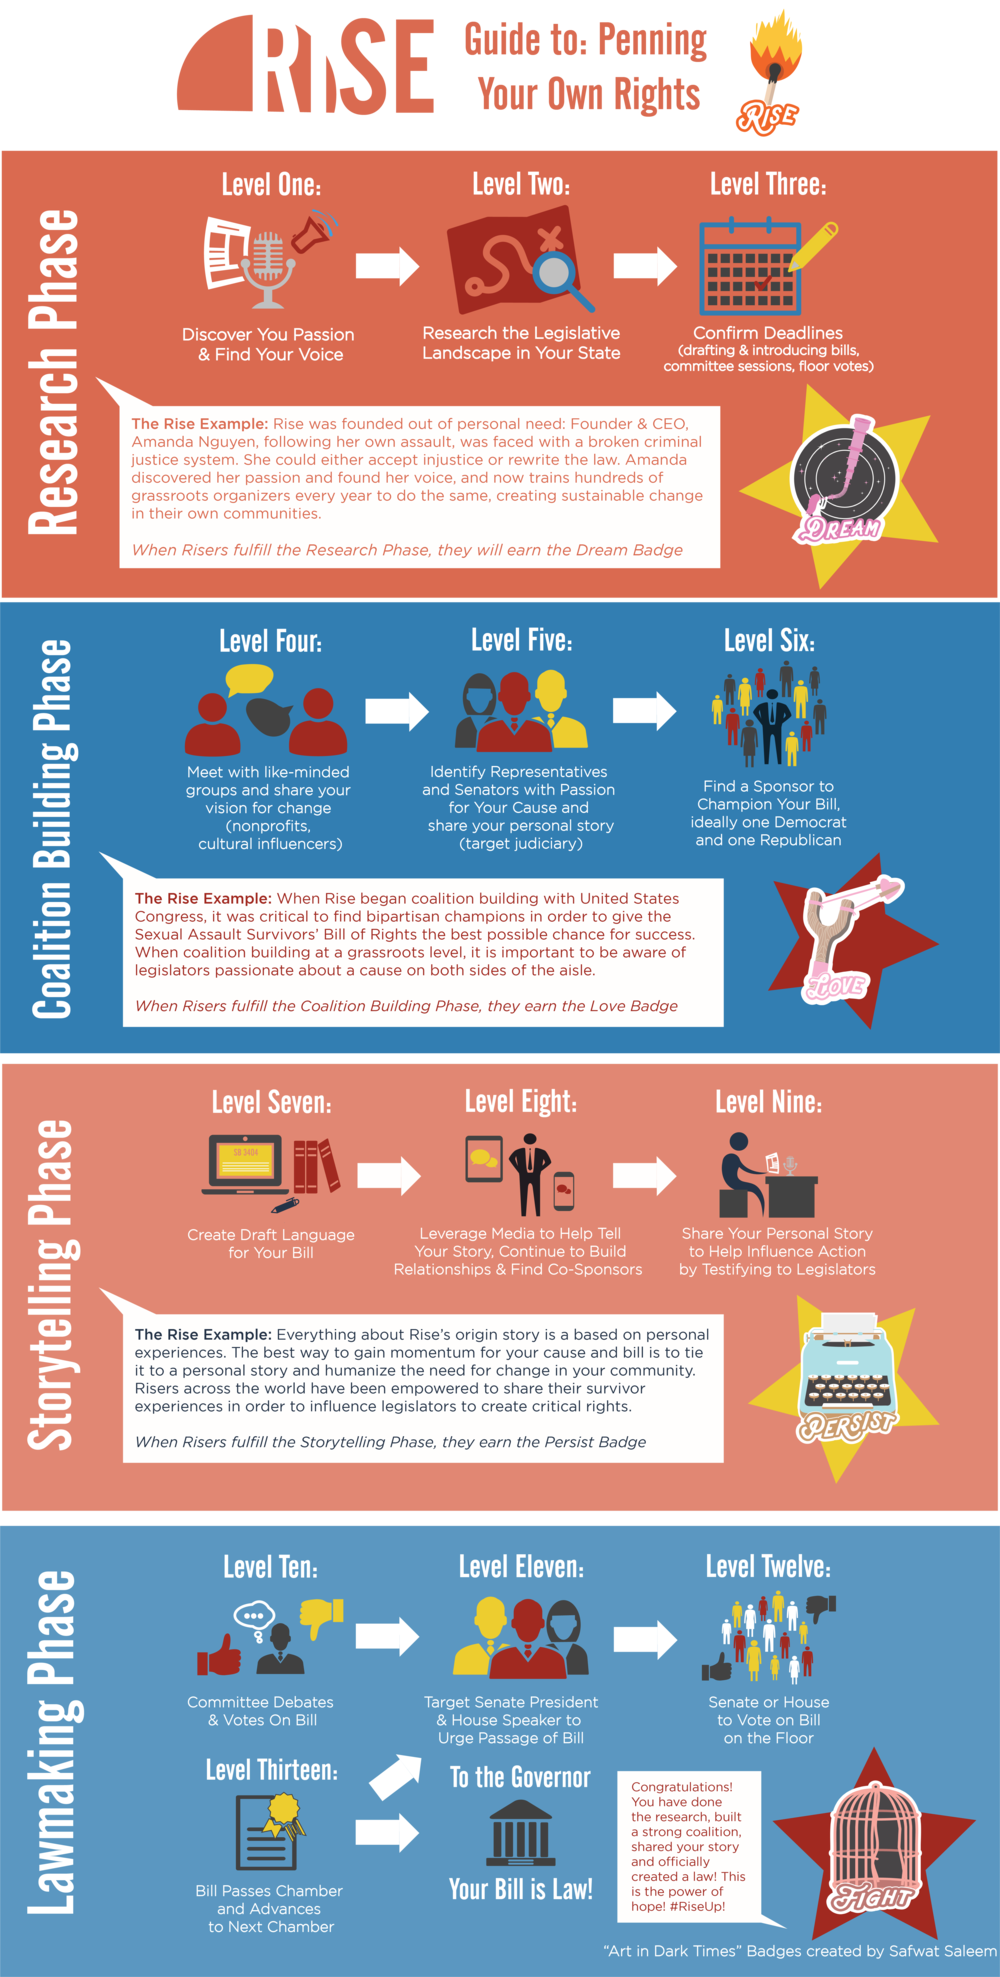 RISE
Guide to: Penning
Your Own Rights
RISE
Research Phase
Level One:
Discover You Passion
& Find Your Voice
Level Two:
Research the Legislative
Landscape in Your State
Level Three:
Confirm Deadlines
(drafting & introducing bills,
committee sessions, floor votes)
The Rise Example: Rise was founded out of personal need: Founder & CEO,
Amanda Nguyen, following her own assault, was faced with a broken criminal
justice system. She could either accept injustice or rewrite the law. Amanda
discovered her passion and found her voice, and now trains hundreds of
grassroots organizers every year to do the same, creating sustainable change
in their own communities.
When Risers fulfill the Research Phase, they will earn the Dream Badge
DREAM
Coalition Building Phase
Level Four:
Meet with like-minded
groups and share your
vision for change
(nonprofits,
cultural influencers)
Level Five:
Identify Representatives
and Senators with Passion
for Your Cause and
share your personal story
(target judiciary)
Level Six:
Find a Sponsor to
Champion Your Bill,
ideally one Democrat
and one Republican
The Rise Example: When Rise began coalition building with United States
Congress, it was critical to find bipartisan champions in order to give the
Sexual Assault Survivors' Bill of Rights the best possible chance for success.
When coalition building at a grassroots level, it is important to be aware of
legislators passionate about a cause on both sides of the aisle.
When Risers fulfill the Coalition Building Phase, they earn the Love Badge
LOVE
Storytelling Phase
Level Seven:
SB 3404
Create Draft Language
for Your Bill
Level Eight:
Leverage Media to Help Tell
Your Story, Continue to Build
Relationships & Find Co-Sponsors
Level Nine:
Share Your Personal Story
to Help Influence Action
by Testifying to Legislators
The Rise Example: Everything about Rise's origin story is a based on personal
experiences. The best way to gain momentum for your cause and bill is to tie
it to a personal story and humanize the need for change in your community.
Risers across the world have been empowered to share their survivor
experiences in order to influence legislators to create critical rights.
When Risers fulfill the Storytelling Phase, they earn the Persist Badge
PERSIST
Lawmaking Phase
Level Ten:
Committee Debates
& Votes On Bill
Level Eleven:
Target Senate President
& House Speaker to
Urge Passage of Bill
Level Twelve:
Senate or House
to Vote on Bill
on the Floor
Level Thirteen:
Bill Passes Chamber
and Advances
to Next Chamber
To the Governor
Your Bill is Law!
Congratulations!
You have done
the research, built
a strong coalition,
shared your story
and officially
created a law! This
is the power of
hope! #RiseUp!
FIGHT
"Art in Dark Times" Badges created by Safwat Saleem